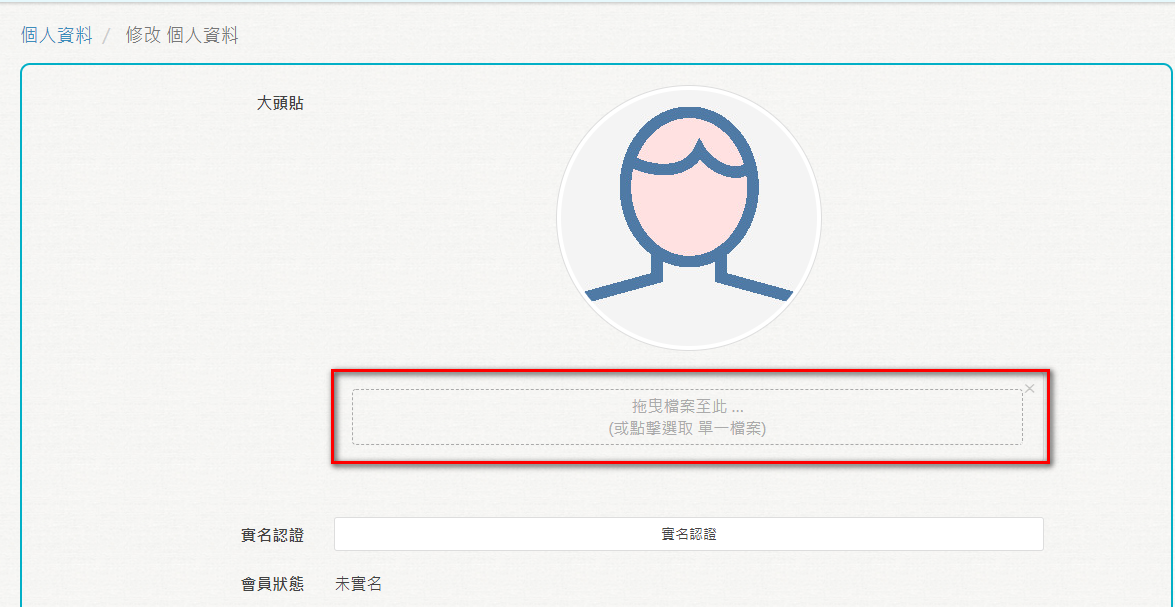 個人資料 / 修改 個人資料
大頭貼
×
拖曳檔案至此 ...
(或點擊選取 單一檔案)
實名認證 實名認證
會員狀態 未實名